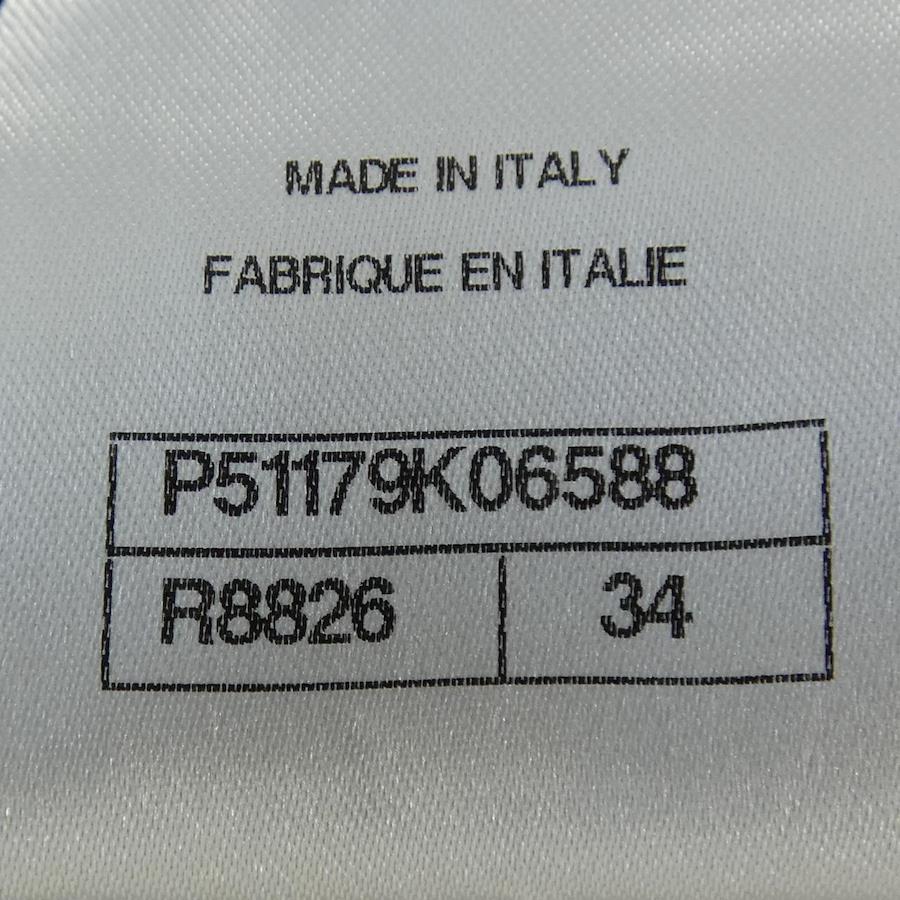 MADE IN ITALY
FABRIQUE EN ITALIE
P51179K06588
R8826 34